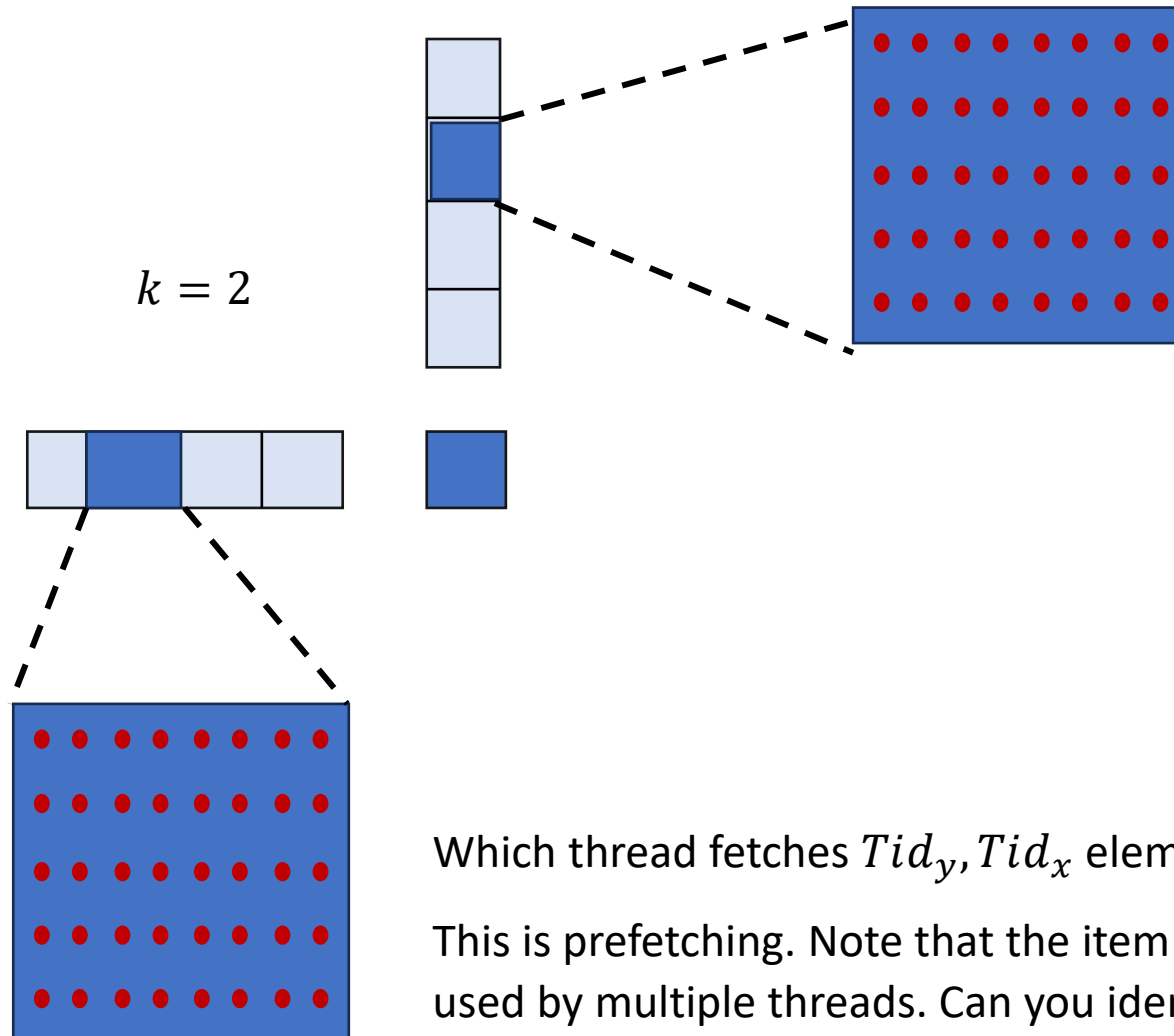 k = 2
Which thread fetches Tid_y, Tid_x
This is prefetching. Note that the item
used by multiple threads. Can you